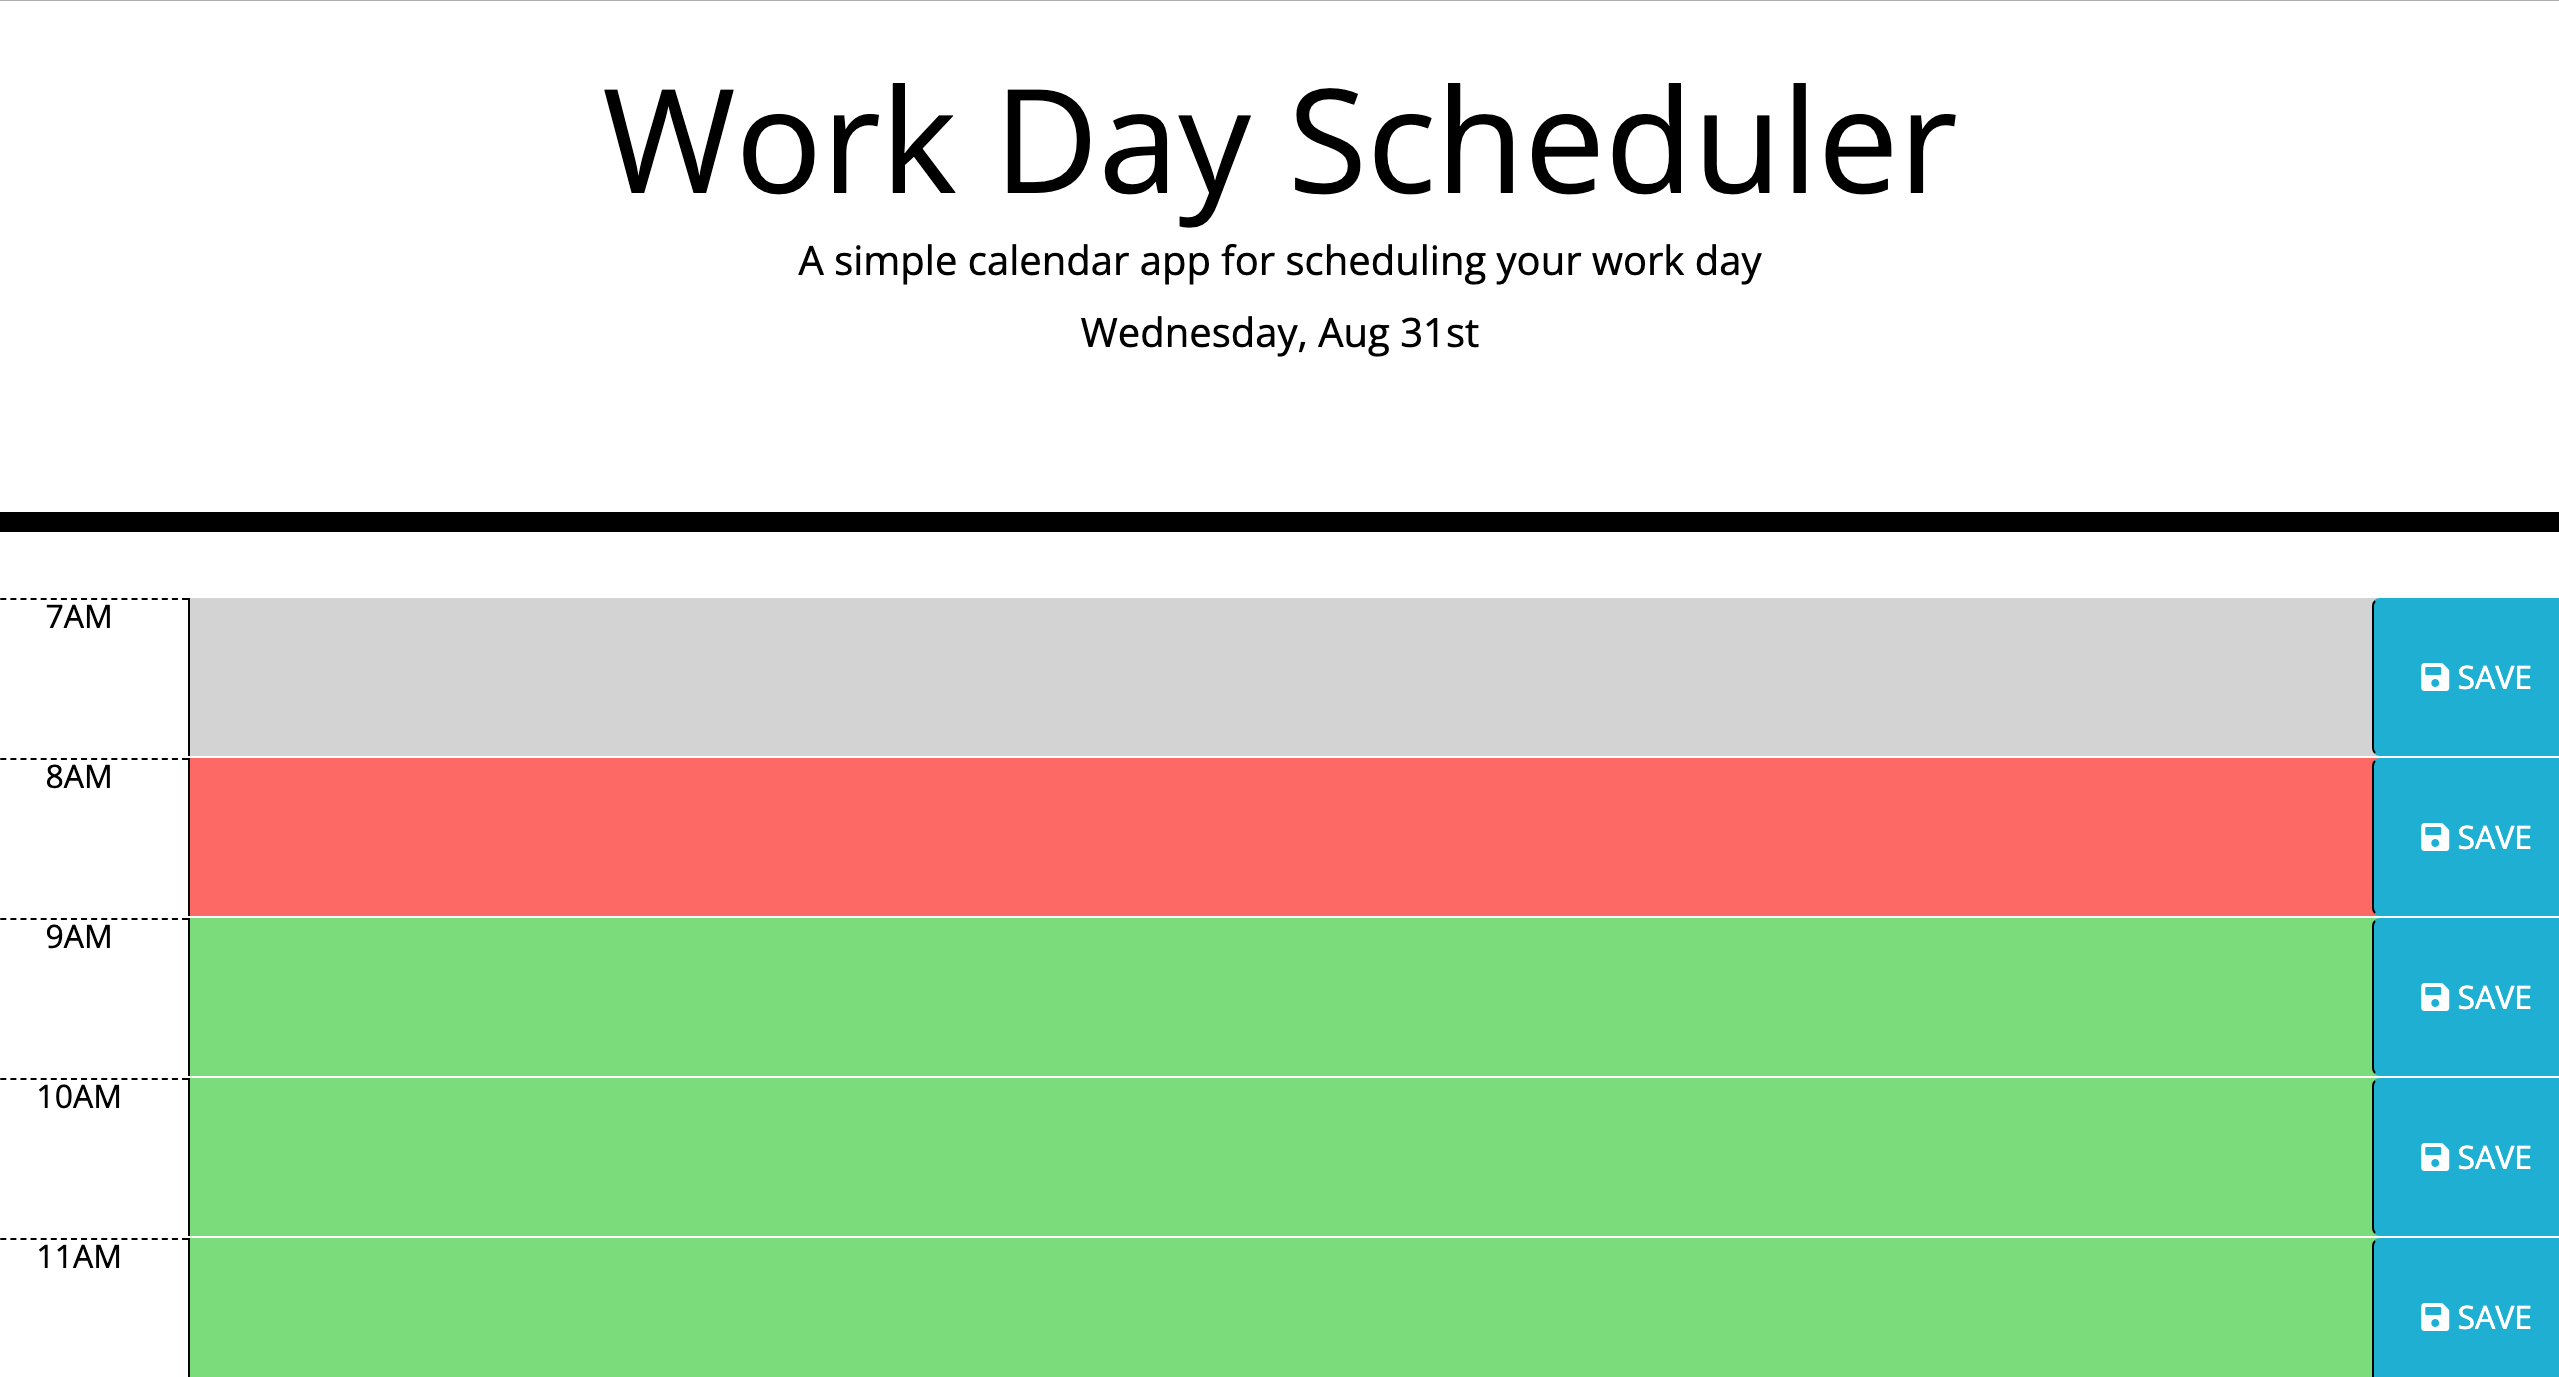 Work Day Scheduler
A simple calendar app for scheduling your work day
Wednesday, Aug 31st
7AM
SAVE
8AM
SAVE
9AM
SAVE
10AM
SAVE
11AM
SAVE